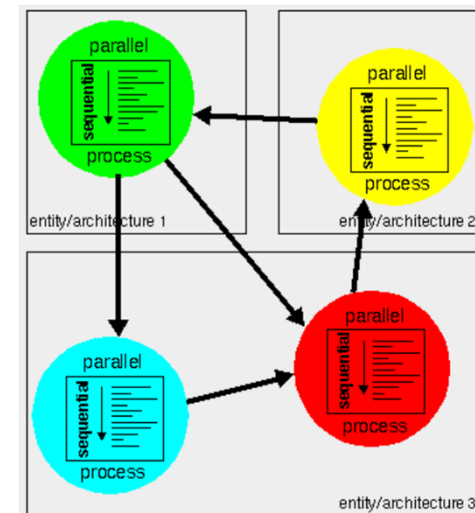 parallel
sequential
process
entity/architecture 1
parallel
sequential
process
entity/architecture 2
parallel
sequential
process
parallel
sequential
process
entity/architecture 3